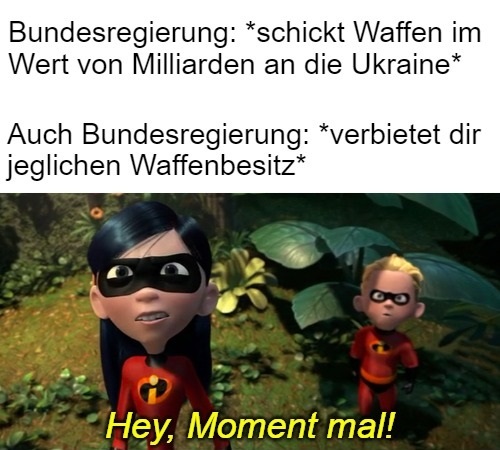 Bundesregierung: *schickt Waffen im
Wert von Milliarden an die Ukraine*
Auch Bundesregierung: *verbietet dir
jeglichen Waffenbesitz*
Hey, Moment mal!